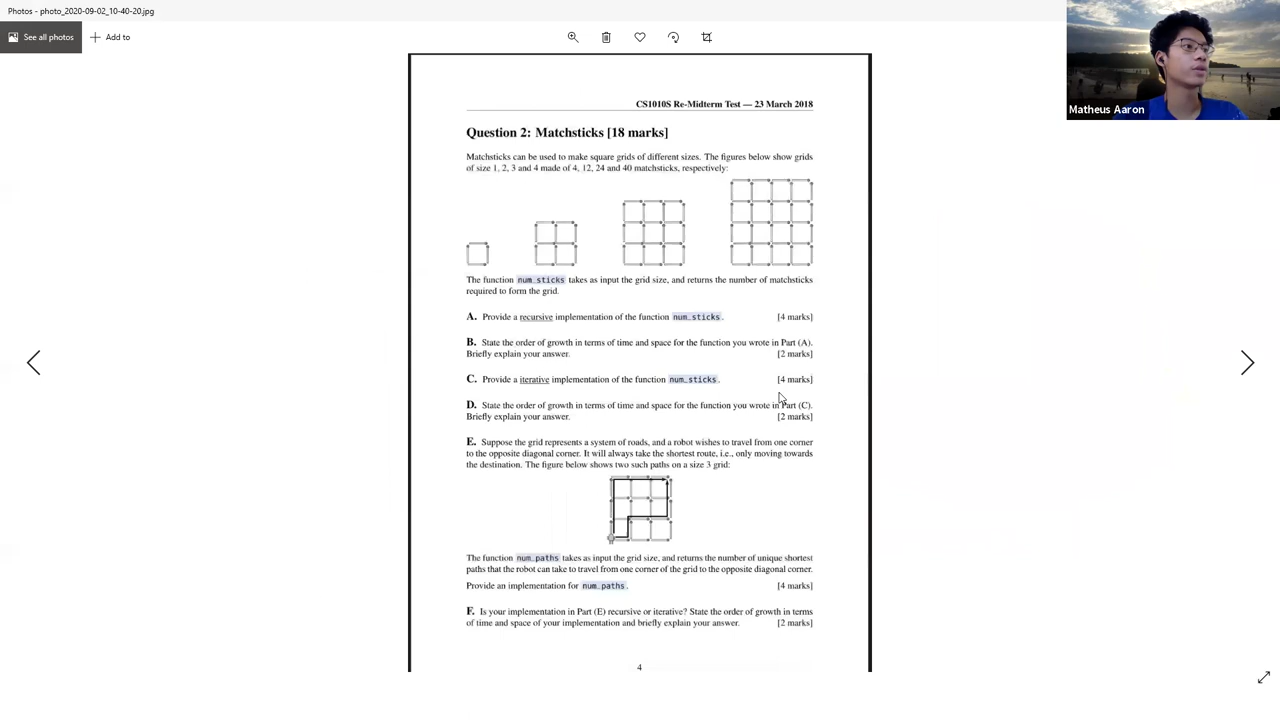 Photos - photo_2020-09-02_10-40-20.jpg
See all photos
Add to
Matheus Aaron
CS1010S Re-Midterm Test — 23 March 2018
Question 2: Matchsticks [18 marks]
Matchsticks can be used to make square grids of different sizes. The figures below show grids
of size 1, 2, 3 and 4 made of 4, 12, 24 and 40 matchsticks, respectively:
The function num_sticks takes as input the grid size, and returns the number of matchsticks
required to form the grid.
A. Provide a recursive implementation of the function num_sticks. [4 marks]
B. State the order of growth in terms of time and space for the function you wrote in Part (A).
Briefly explain your answer. [2 marks]
C. Provide a iterative implementation of the function num_sticks. [4 marks]
D. State the order of growth in terms of time and space for the function you wrote in Part (C).
Briefly explain your answer. [2 marks]
E. Suppose the grid represents a system of roads, and a robot wishes to travel from one corner
to the opposite diagonal corner. It will always take the shortest route, i.e., only moving towards
the destination. The figure below shows two such paths on a size 3 grid:
The function num_paths takes as input the grid size, and returns the number of unique shortest
paths that the robot can take to travel from one corner of the grid to the opposite diagonal corner.
Provide an implementation for num_paths. [4 marks]
F. Is your implementation in Part (E) recursive or iterative? State the order of growth in terms
of time and space of your implementation and briefly explain your answer. [2 marks]
4